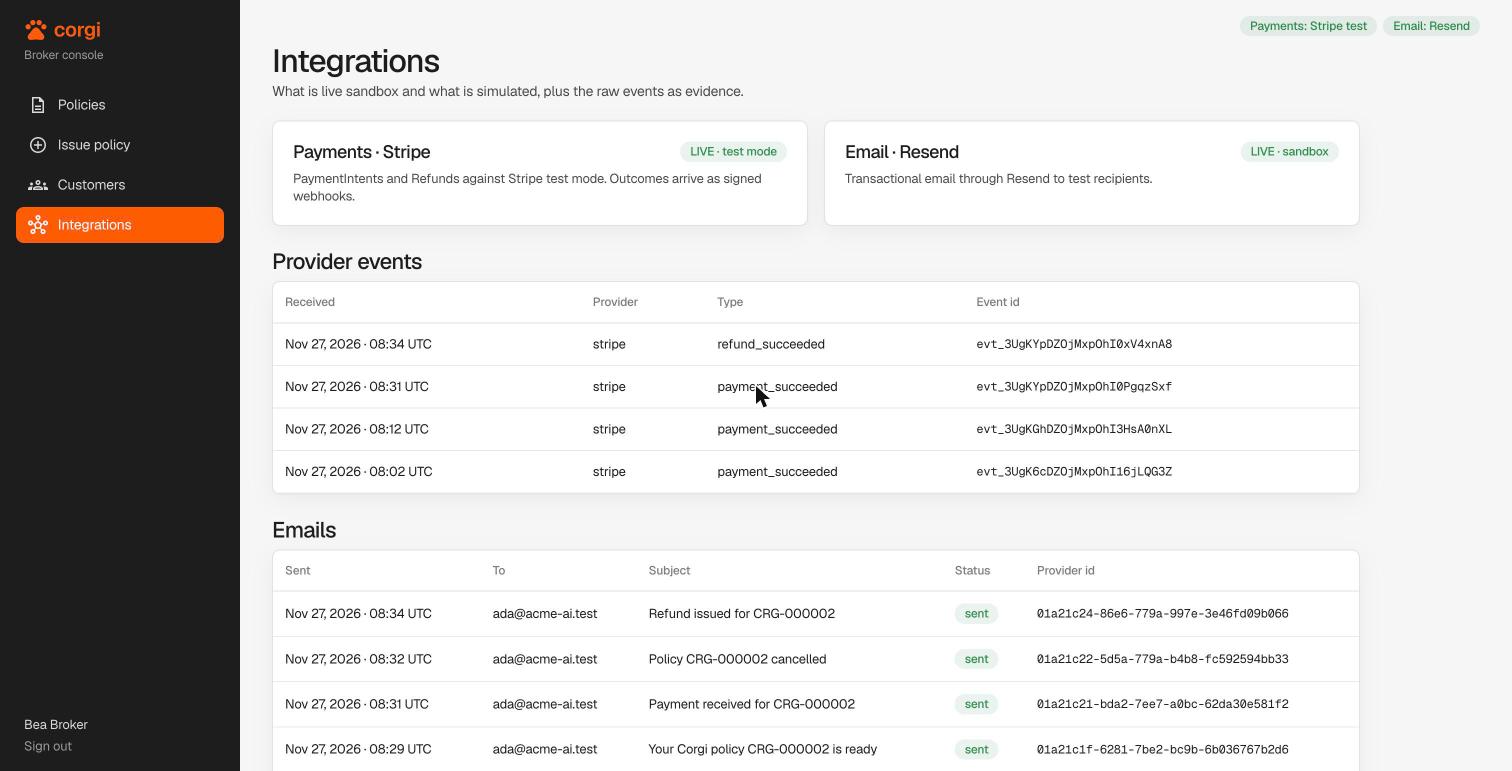 corgi
Broker console
Policies
Issue policy
Customers
Integrations
Bea Broker
Sign out
Payments: Stripe test Email: Resend
Integrations
What is live sandbox and what is simulated, plus the raw events as evidence.
Payments · Stripe LIVE · test mode
PaymentIntents and Refunds against Stripe test mode. Outcomes arrive as signed
webhooks.
Email · Resend LIVE · sandbox
Transactional email through Resend to test recipients.
Provider events
Received Provider Type Event id
Nov 27, 2026 · 08:34 UTC stripe refund_succeeded evt_3UgKYpDZOjMxpOhI0xV4xnA8
Nov 27, 2026 · 08:31 UTC stripe payment_succeeded evt_3UgKYpDZOjMxpOhI0PgqzSxf
Nov 27, 2026 · 08:12 UTC stripe payment_succeeded evt_3UgKGhDZOjMxpOhI3HsA0nXL
Nov 27, 2026 · 08:02 UTC stripe payment_succeeded evt_3UgK6cDZOjMxpOhI16jLQG3Z
Emails
Sent To Subject Status Provider id
Nov 27, 2026 · 08:34 UTC ada@acme-ai.test Refund issued for CRG-000002 sent 01a21c24-86e6-779a-997e-3e46fd09b066
Nov 27, 2026 · 08:32 UTC ada@acme-ai.test Policy CRG-000002 cancelled sent 01a21c22-5d5a-779a-b4b8-fc592594bb33
Nov 27, 2026 · 08:31 UTC ada@acme-ai.test Payment received for CRG-000002 sent 01a21c21-bda2-7ee7-a0bc-62da30e581f2
Nov 27, 2026 · 08:29 UTC ada@acme-ai.test Your Corgi policy CRG-000002 is ready sent 01a21c1f-6281-7be2-bc9b-6b036767b2d6